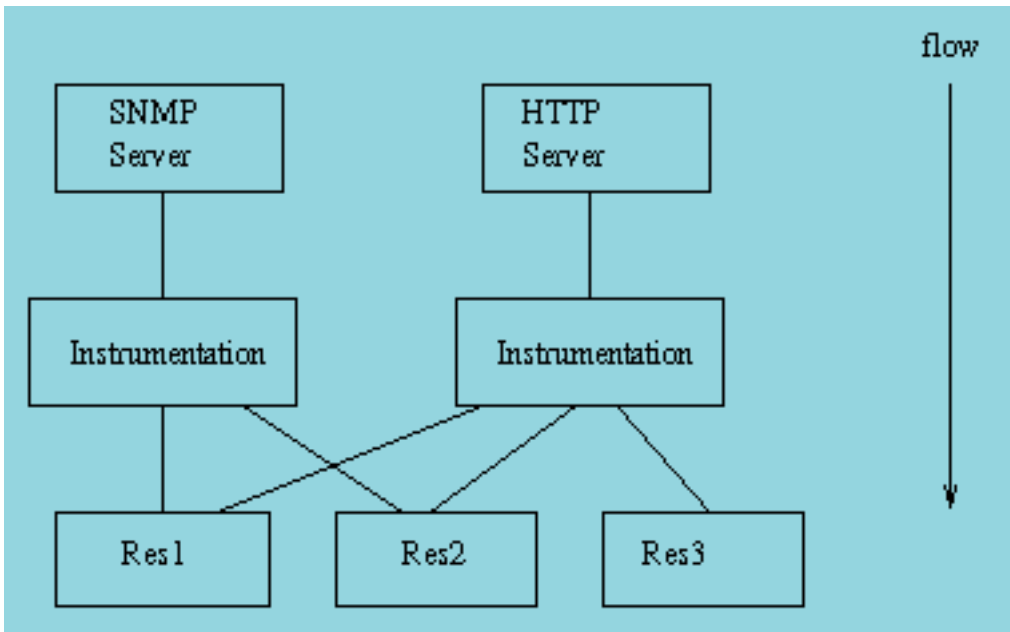 flow
SNMP
Server
HTTP
Server
Instrumentation
Instrumentation
Res1
Res2
Res3